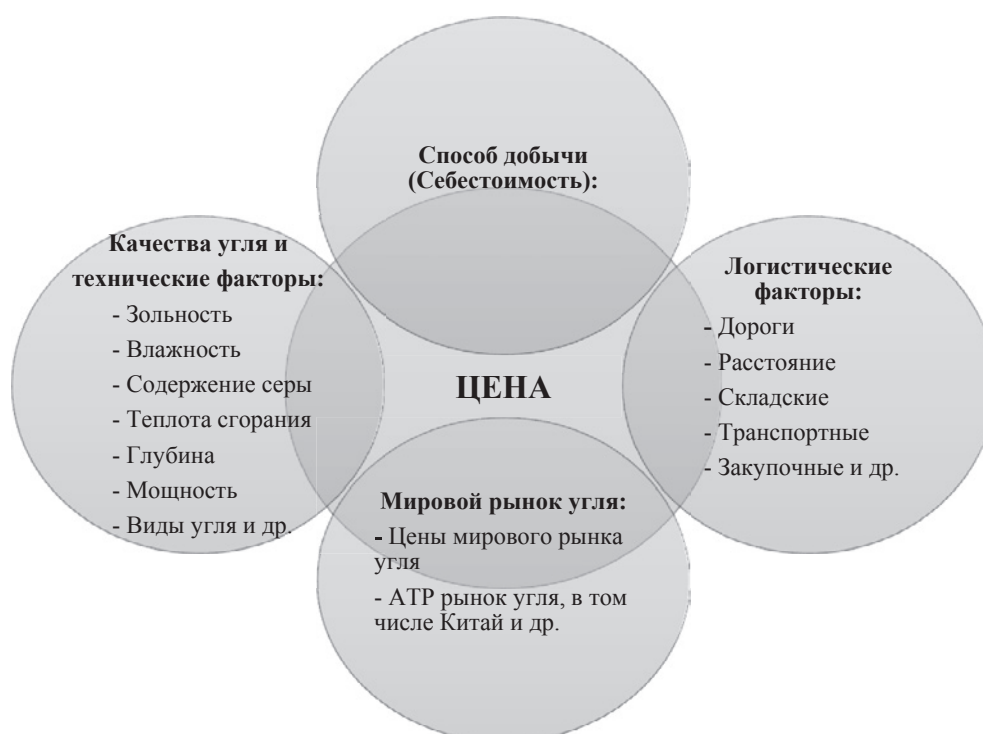 Способ добычи
(Себестоимость):
Качества угля и
технические факторы:
- Зольность
- Влажность
- Содержание серы
- Теплота сгорания
- Глубина
- Мощность
- Виды угля и др.
ЦЕНА
Логистические
факторы:
- Дороги
- Расстояние
- Складские
- Транспортные
- Закупочные и др.
Мировой рынок угля:
- Цены мирового рынка
угля
- АТР рынок угля, в том
числе Китай и др.